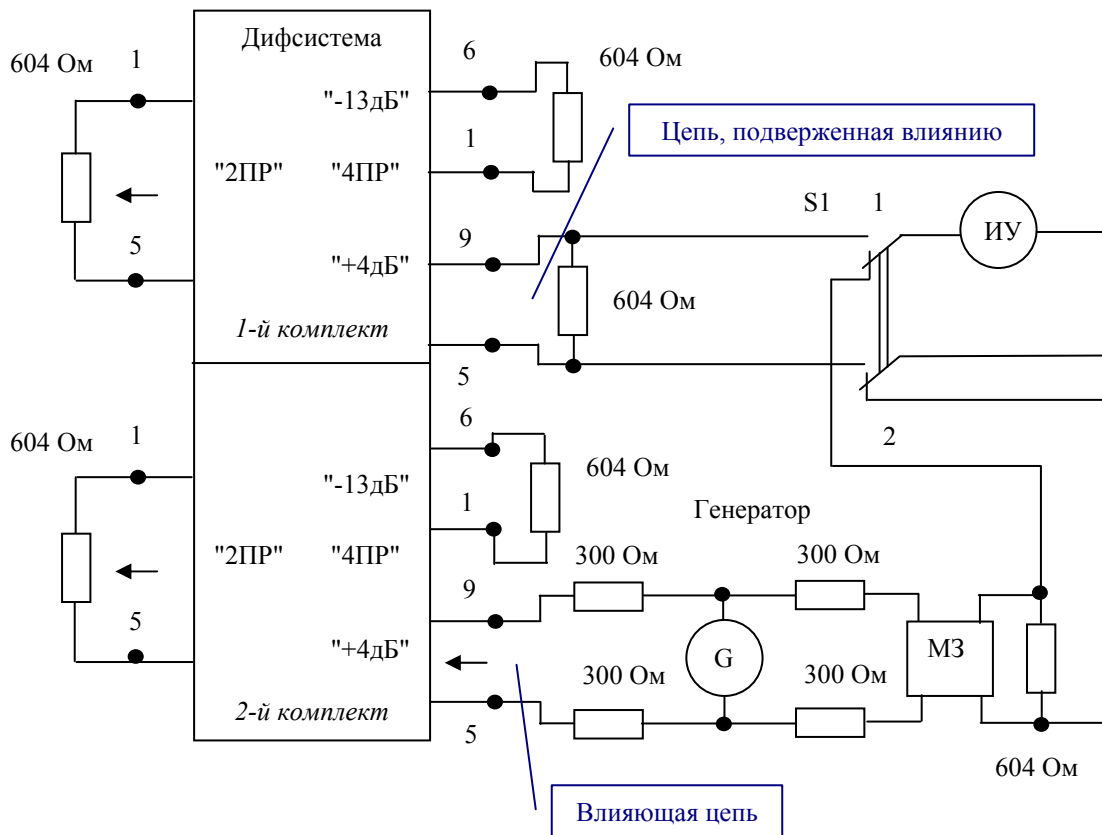 Дифсистема
604 Ом
1
6
604 Ом
"-13дБ"
1
Цепь, подверженная влиянию
"2ПР"
"4ПР"
S1
1
5
9
ИУ
"+4дБ"
604 Ом
1-й комплект
5
6
2
604 Ом
1
604 Ом
"-13дБ"
1
Генератор
"2ПР"
"4ПР"
300 Ом
300 Ом
9
5
"+4дБ"
G
МЗ
300 Ом
300 Ом
2-й комплект
5
604 Ом
Влияющая цепь